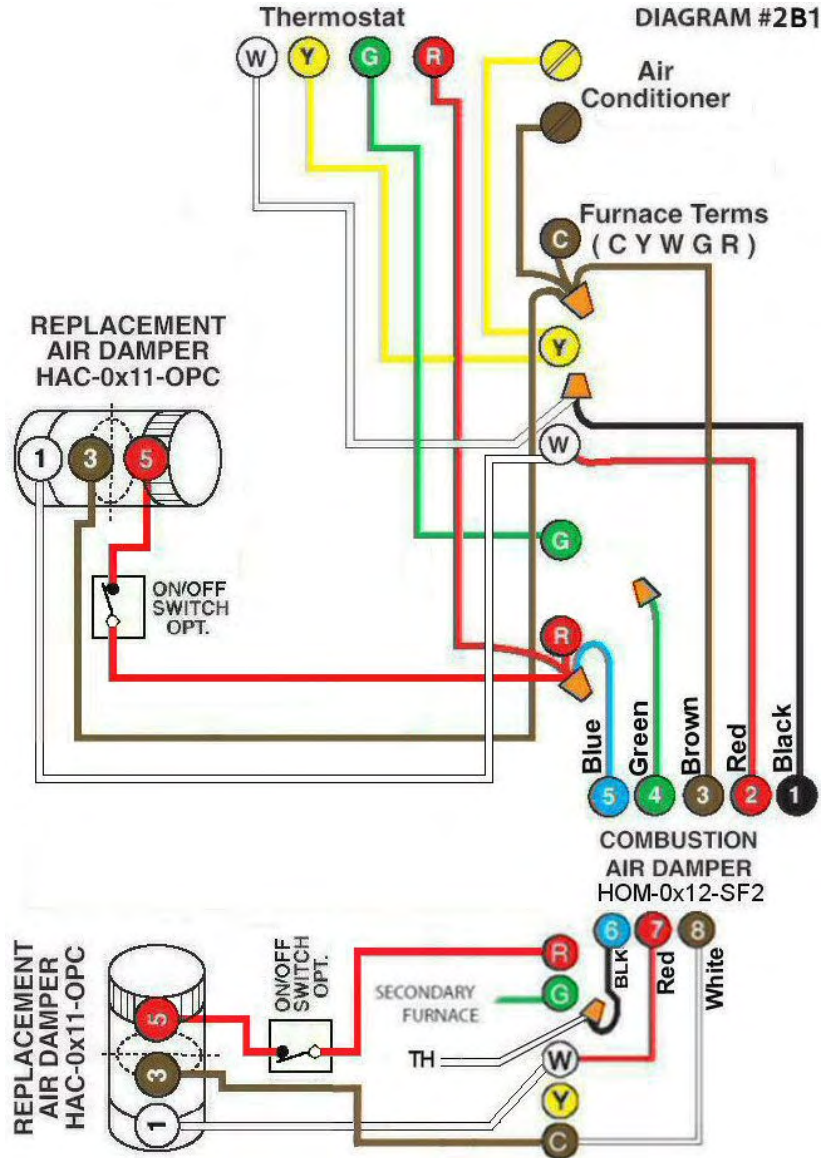 Thermostat
DIAGRAM #2B1
W Y G R
Air
Conditioner
Furnace Terms
( C Y W G R )
C
REPLACEMENT
AIR DAMPER
HAC-0x11-OPC
Y
1 3 5
W
ON/OFF
SWITCH
OPT.
G
R
Blue
Green
Brown
Red
Black
5 4 3 2 1
COMBUSTION
AIR DAMPER
HOM-0x12-SF2
6 7 8
BLK
Red
White
REPLACEMENT
AIR DAMPER
HAC-0x11-OPC
5
3
1
ON/OFF
SWITCH
OPT.
R
G
SECONDARY
FURNACE
TH
W
Y
C